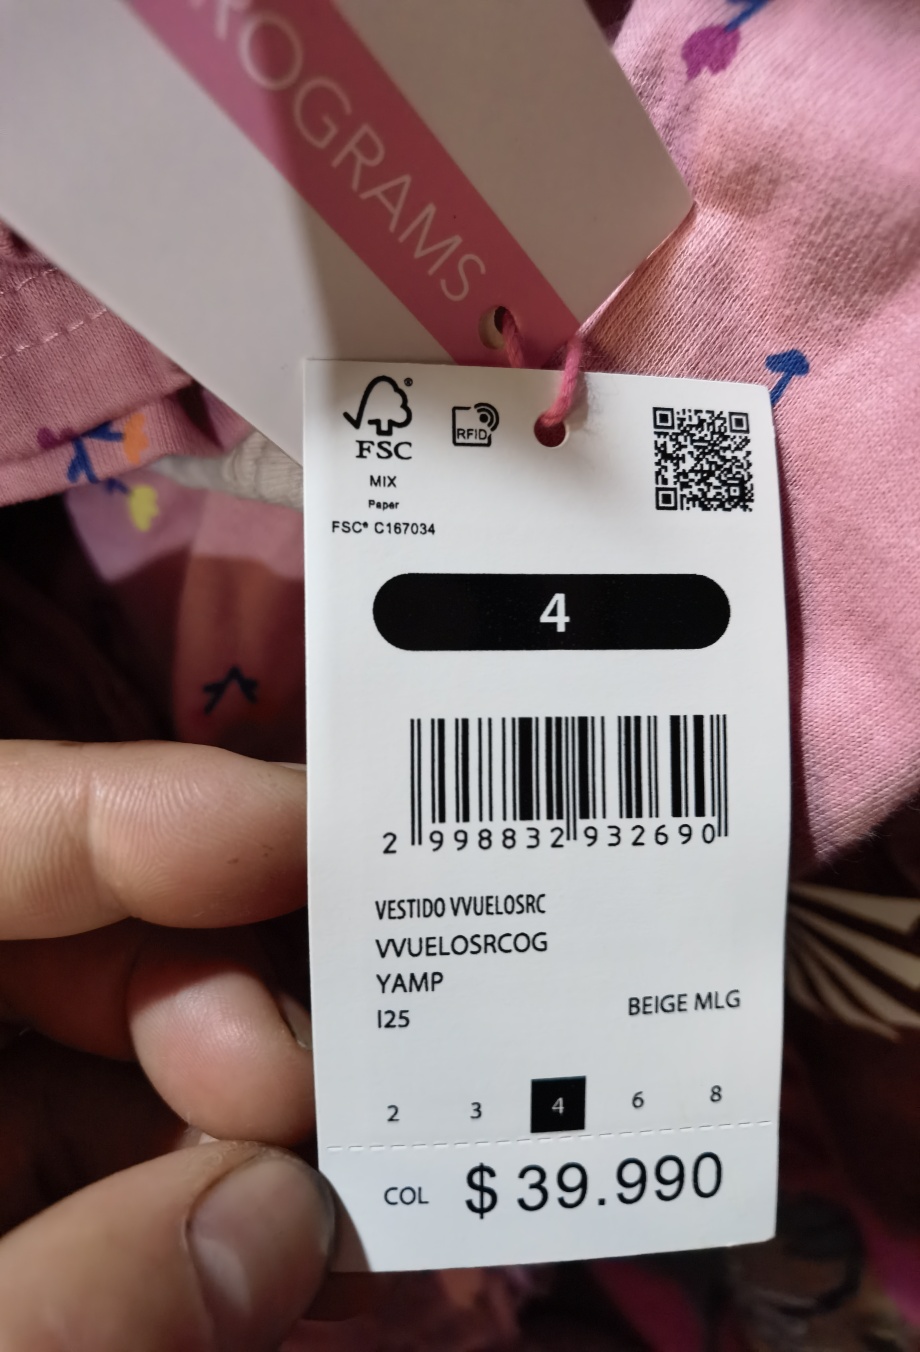 ROGRAMS
FSC®
RFID
MIX
Paper
FSC® C167034
4
2 998832 932690
VESTIDO VVUELOSRC
VVUELOSRCOG
YAMP
I25
BEIGE MLG
2 3 4 6 8
COL $ 39.990